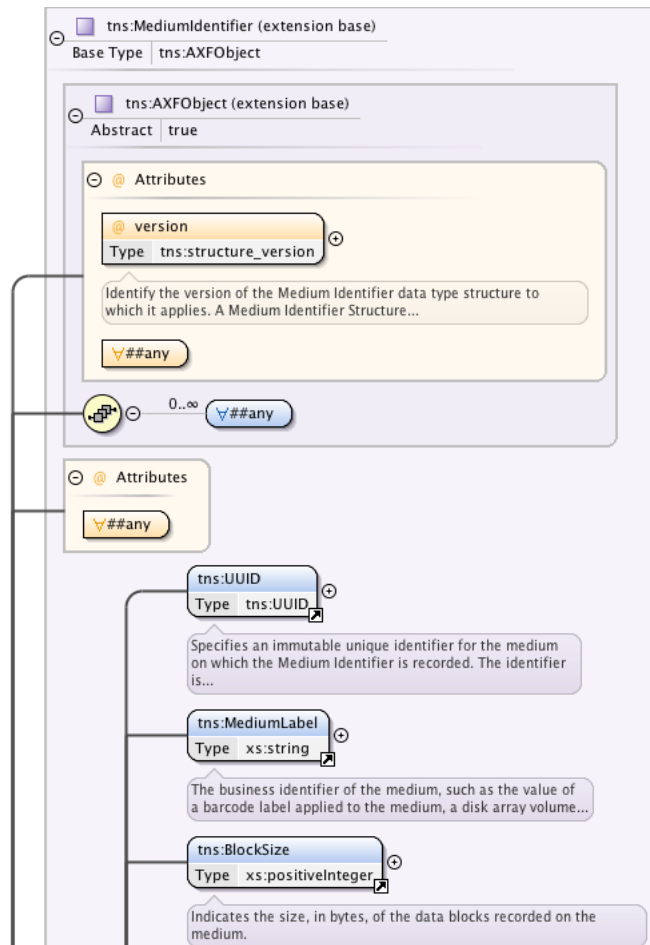 tns:MediumIdentifier (extension base)
Base Type tns:AXFObject
tns:AXFObject (extension base)
Abstract true
@ Attributes
@ version
Type tns:structure_version
Identify the version of the Medium Identifier data type structure to
which it applies. A Medium Identifier Structure...
∀##any
0..∞ ∀##any
@ Attributes
∀##any
tns:UUID
Type tns:UUID
Specifies an immutable unique identifier for the medium
on which the Medium Identifier is recorded. The identifier
is...
tns:MediumLabel
Type xs:string
The business identifier of the medium, such as the value of
a barcode label applied to the medium, a disk array volume...
tns:BlockSize
Type xs:positiveInteger
Indicates the size, in bytes, of the data blocks recorded on the
medium.